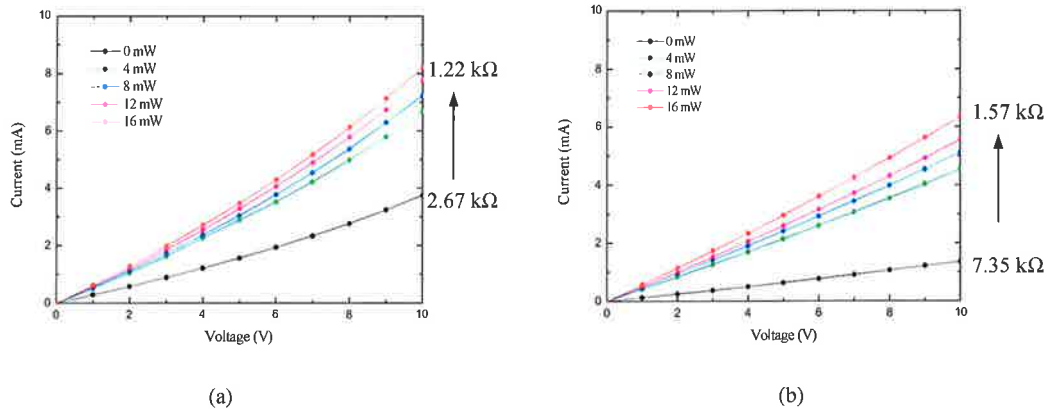 10
8
6
4
2
0
Current (mA)
0 mW
4 mW
8 mW
12 mW
16 mW
1.22 kΩ
2.67 kΩ
0 2 4 6 8 10
Voltage (V)
(a)
10
8
6
4
2
0
Current (mA)
0 mW
4 mW
8 mW
12 mW
16 mW
1.57 kΩ
7.35 kΩ
0 2 4 6 8 10
Voltage (V)
(b)